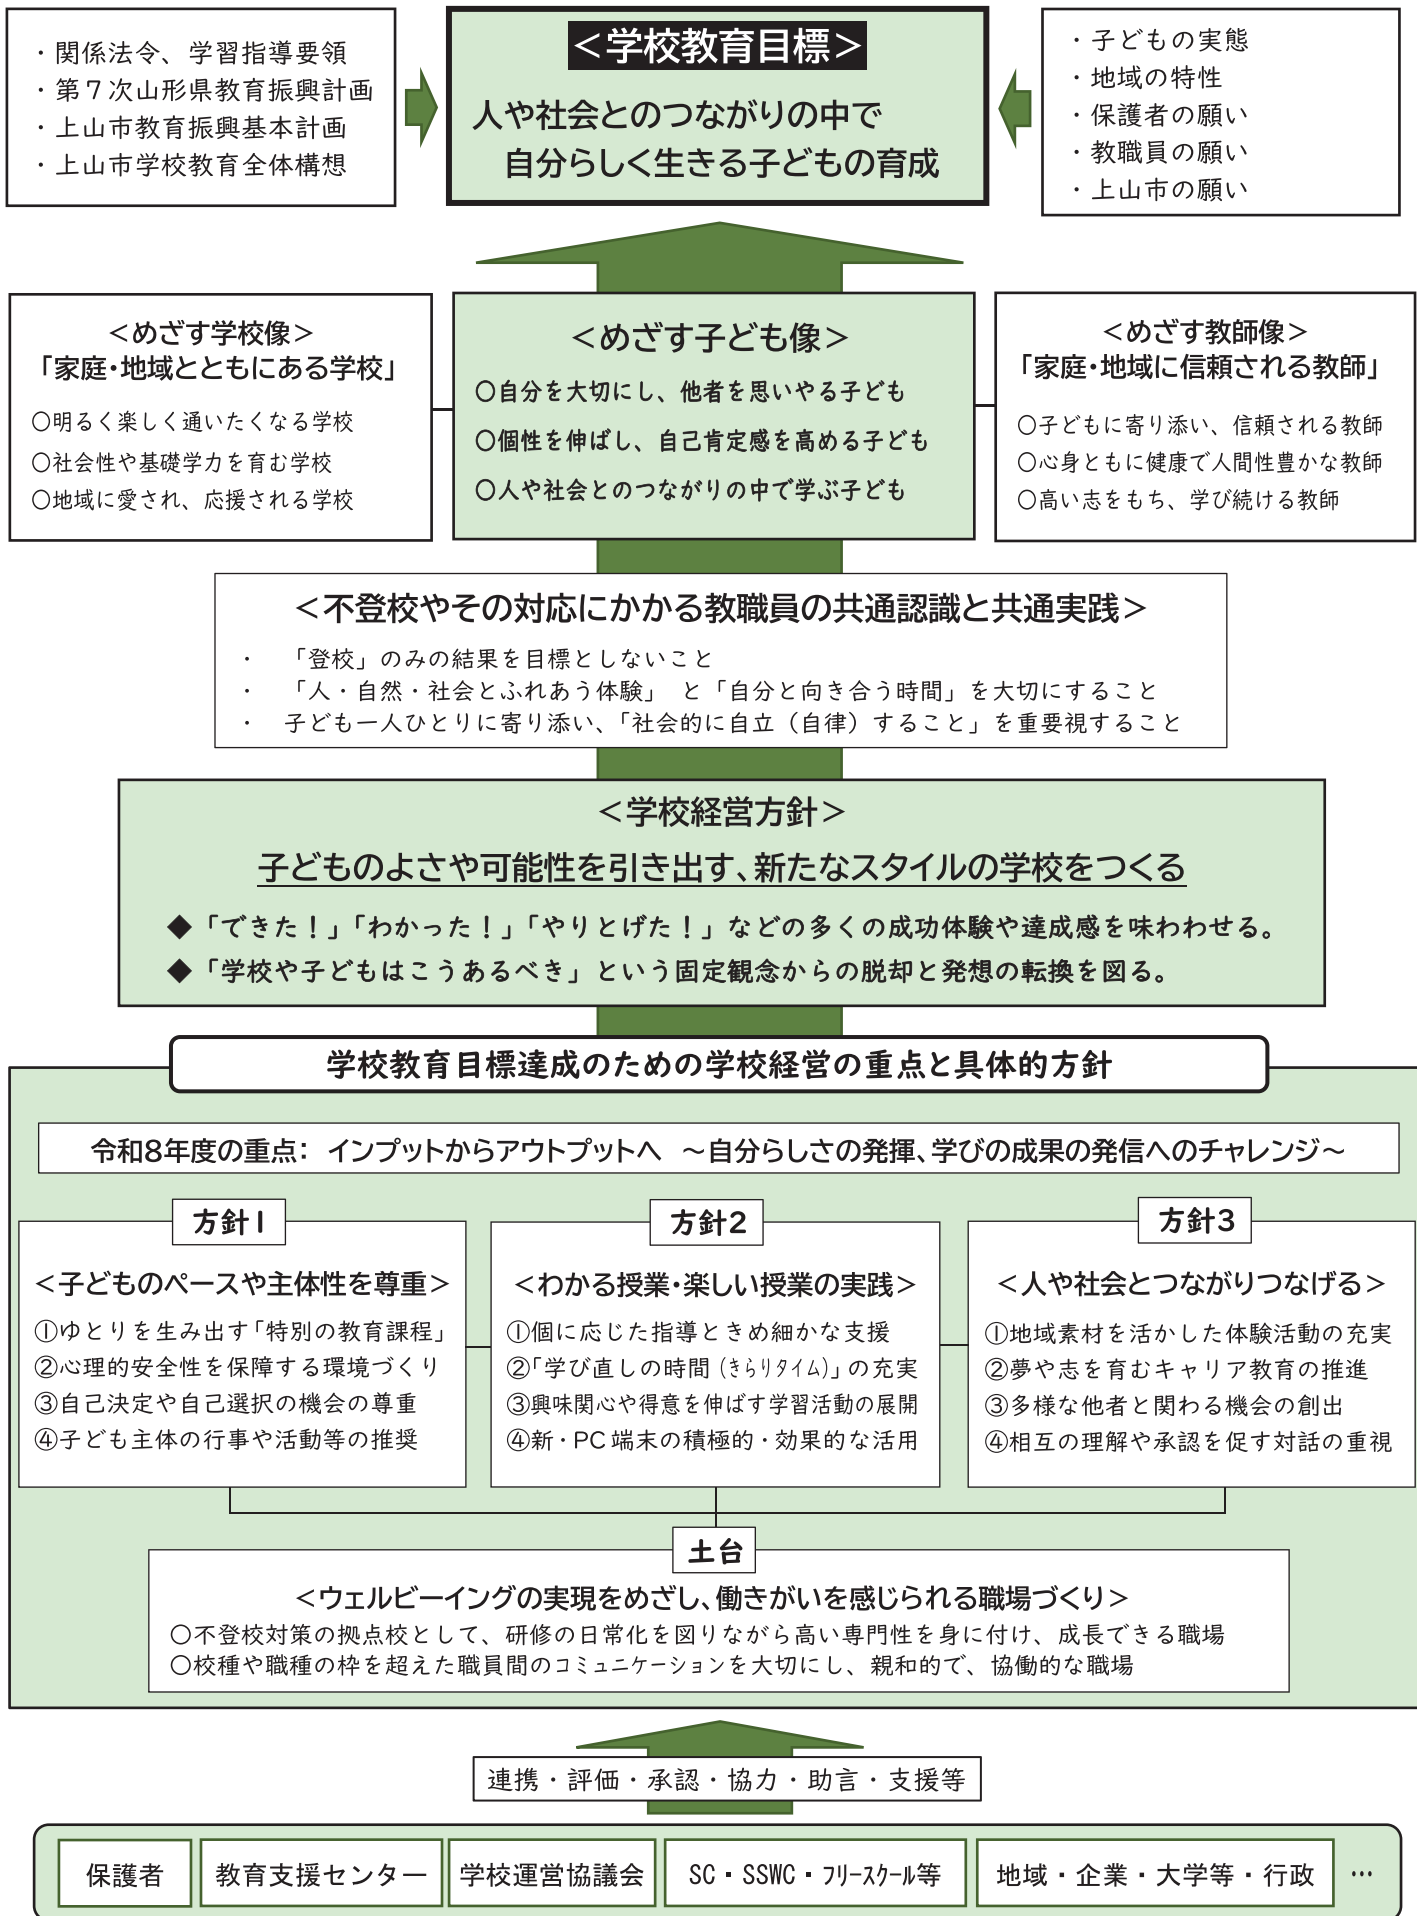 ・関係法令、学習指導要領
・第７次山形県教育振興計画
・上山市教育振興基本計画
・上山市学校教育全体構想
＜学校教育目標＞
人や社会とのつながりの中で
自分らしく生きる子どもの育成
・子どもの実態
・地域の特性
・保護者の願い
・教職員の願い
・上山市の願い
＜めざす学校像＞
「家庭・地域とともにある学校」
○明るく楽しく通いたくなる学校
○社会性や基礎学力を育む学校
○地域に愛され、応援される学校
＜めざす子ども像＞
○自分を大切にし、他者を思いやる子ども
○個性を伸ばし、自己肯定感を高める子ども
○人や社会とのつながりの中で学ぶ子ども
＜めざす教師像＞
「家庭・地域に信頼される教師」
○子どもに寄り添い、信頼される教師
○心身ともに健康で人間性豊かな教師
○高い志をもち、学び続ける教師
＜不登校やその対応にかかる教職員の共通認識と共通実践＞
・ 「登校」のみの結果を目標としないこと
・ 「人・自然・社会とふれあう体験」 と「自分と向き合う時間」を大切にすること
・ 子ども一人ひとりに寄り添い、「社会的に自立（自律）すること」を重要視すること
＜学校経営方針＞
子どものよさや可能性を引き出す、新たなスタイルの学校をつくる
◆「できた！」「わかった！」「やりとげた！」などの多くの成功体験や達成感を味わわせる。
◆「学校や子どもはこうあるべき」という固定観念からの脱却と発想の転換を図る。
学校教育目標達成のための学校経営の重点と具体的方針
令和8年度の重点： インプットからアウトプットへ ～自分らしさの発揮、学びの成果の発信へのチャレンジ～
方針1
＜子どものペースや主体性を尊重＞
①ゆとりを生み出す「特別の教育課程」
②心理的安全性を保障する環境づくり
③自己決定や自己選択の機会の尊重
④子ども主体の行事や活動等の推奨
方針2
＜わかる授業・楽しい授業の実践＞
①個に応じた指導ときめ細かな支援
②「学び直しの時間（きらりタイム）」の充実
③興味関心や得意を伸ばす学習活動の展開
④新・PC端末の積極的・効果的な活用
方針3
＜人や社会とつながりつなげる＞
①地域素材を活かした体験活動の充実
②夢や志を育むキャリア教育の推進
③多様な他者と関わる機会の創出
④相互の理解や承認を促す対話の重視
土台
＜ウェルビーイングの実現をめざし、働きがいを感じられる職場づくり＞
○不登校対策の拠点校として、研修の日常化を図りながら高い専門性を身に付け、成長できる職場
○校種や職種の枠を超えた職員間のコミュニケーションを大切にし、親和的で、協働的な職場
連携・評価・承認・協力・助言・支援等
保護者
教育支援センター
学校運営協議会
SC・SSWC・フリースクール等
地域・企業・大学等・行政
…